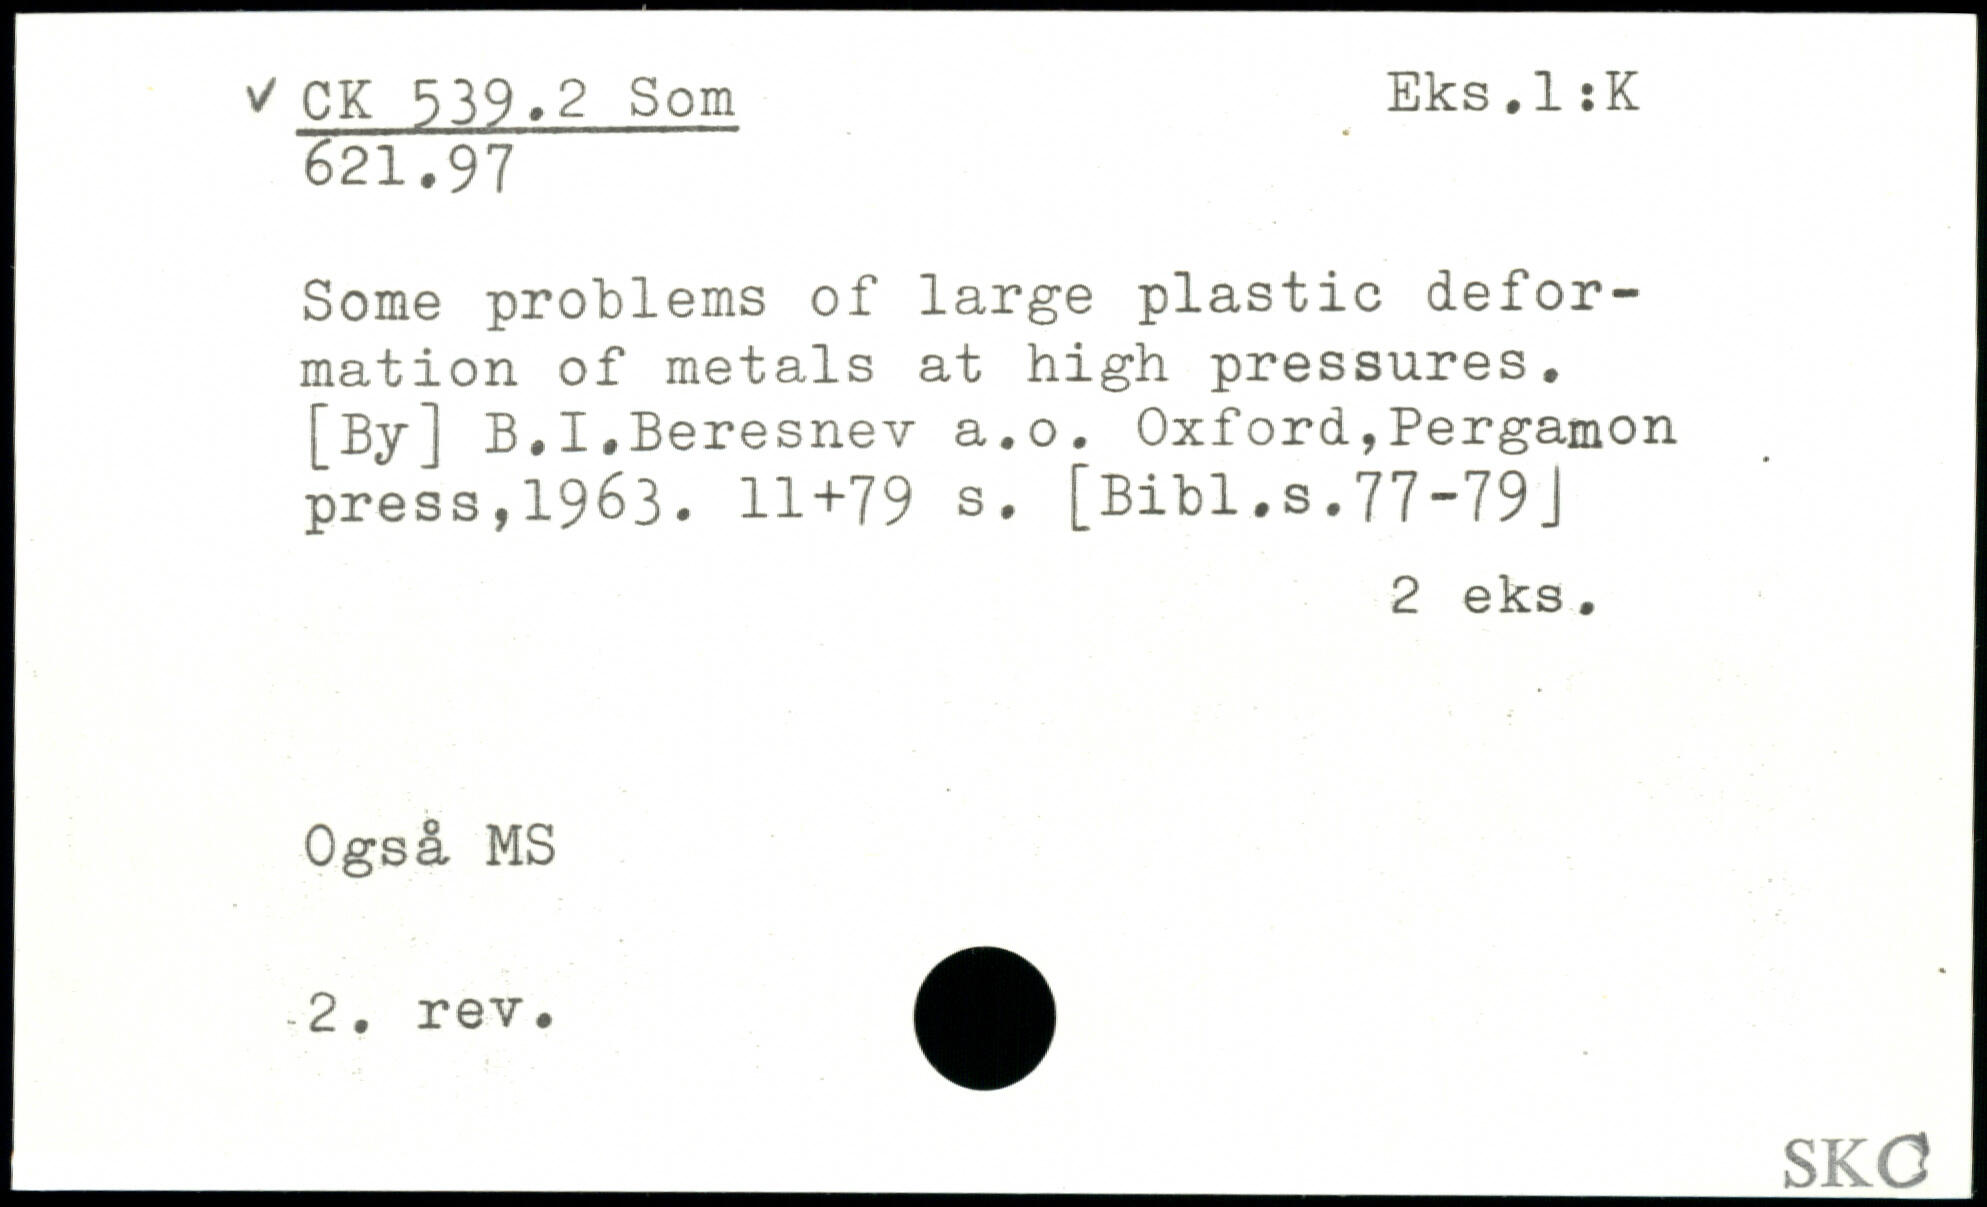 ✓ CK 539.2 Som Eks.1:K
621.97
Some problems of large plastic defor-
mation of metals at high pressures.
[By] B.I.Beresnev a.o. Oxford,Pergamon
press,1963. 11+79 s. [Bibl.s.77-79]
2 eks.
Også MS
2. rev.
SKC